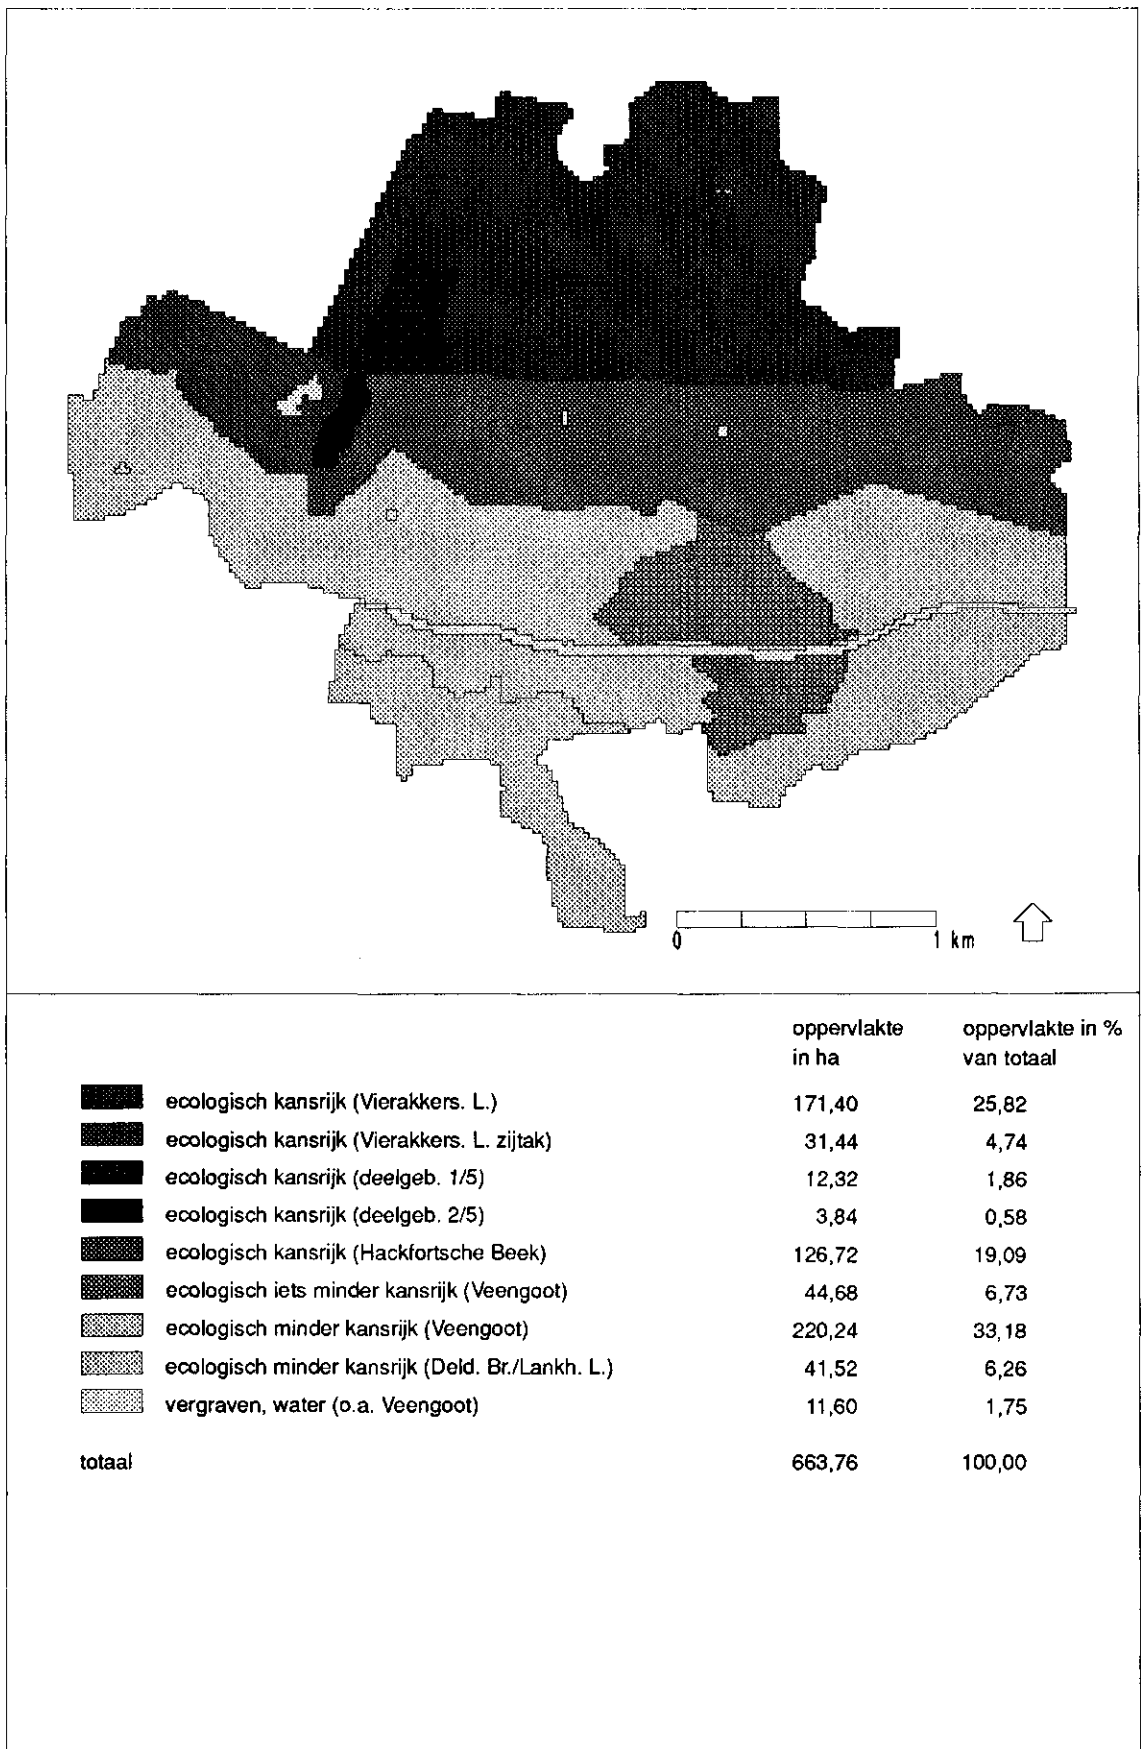 0 1 km
oppervlakte oppervlakte in %
in ha van totaal
ecologisch kansrijk (Vierakkers. L.) 171,40 25,82
ecologisch kansrijk (Vierakkers. L. zijtak) 31,44 4,74
ecologisch kansrijk (deelgeb. 1/5) 12,32 1,86
ecologisch kansrijk (deelgeb. 2/5) 3,84 0,58
ecologisch kansrijk (Hackfortsche Beek) 126,72 19,09
ecologisch iets minder kansrijk (Veengoot) 44,68 6,73
ecologisch minder kansrijk (Veengoot) 220,24 33,18
ecologisch minder kansrijk (Deld. Br./Lankh. L.) 41,52 6,26
vergraven, water (o.a. Veengoot) 11,60 1,75
totaal 663,76 100,00